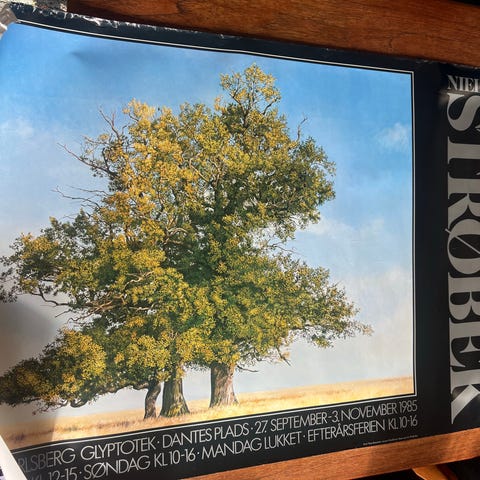 NIEL
STRØBEK
RLSBERG GLYPTOTEK · DANTES PLADS · 27 SEPTEMBER-3. NOVEMBER 1985
KL 12-15 · SØNDAG KL 10-16 · MANDAG LUKKET · EFTERÅRSFERIEN KL 10-16